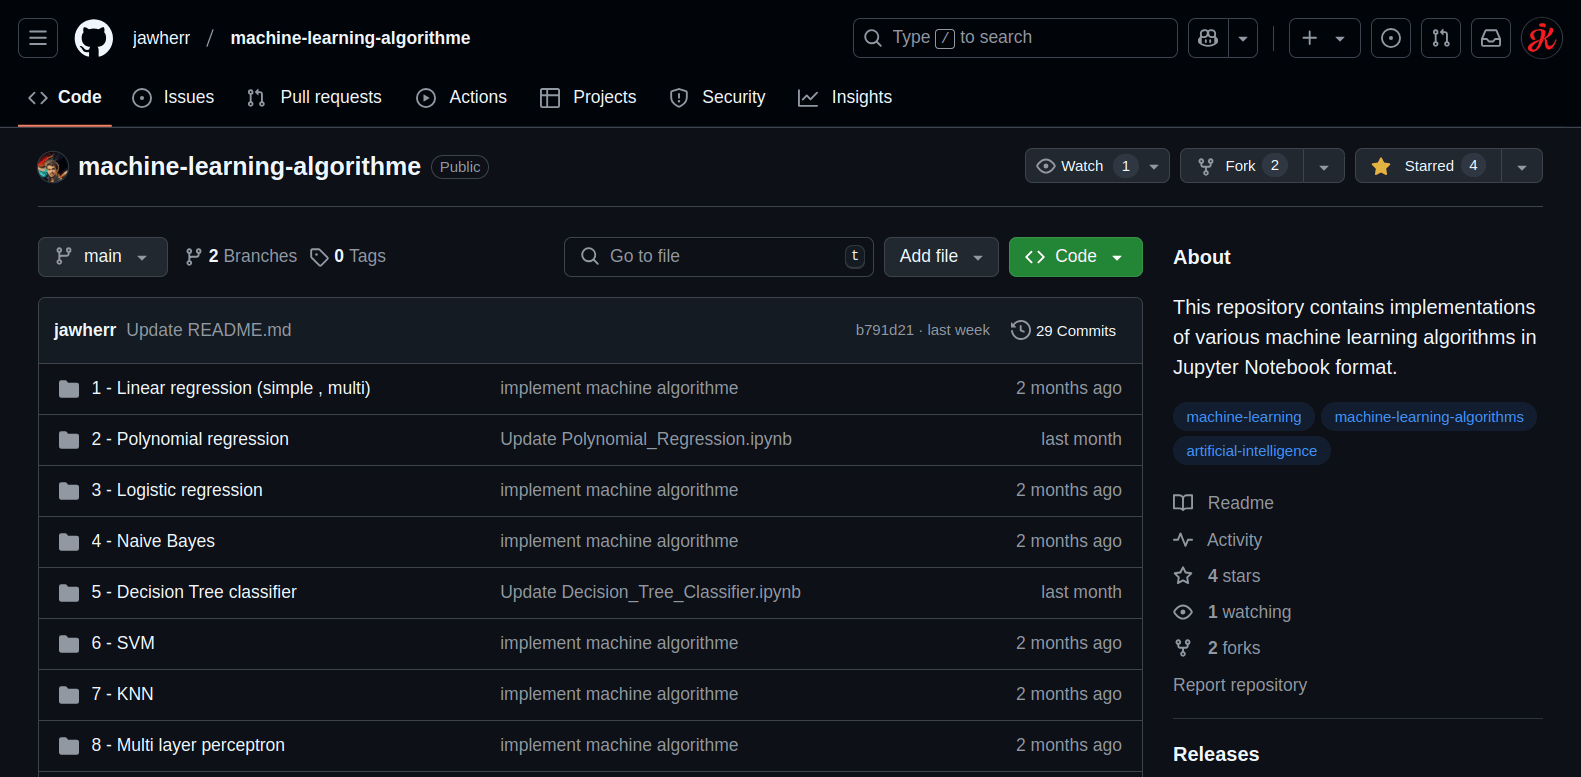 jawherr / machine-learning-algorithme
Type / to search
Code Issues Pull requests Actions Projects Security Insights
machine-learning-algorithme Public
Watch 1 Fork 2 Starred 4
main 2 Branches 0 Tags
Go to file t Add file Code
jawherr Update README.md b791d21 · last week 29 Commits
1 - Linear regression (simple , multi) implement machine algorithme 2 months ago
2 - Polynomial regression Update Polynomial_Regression.ipynb last month
3 - Logistic regression implement machine algorithme 2 months ago
4 - Naive Bayes implement machine algorithme 2 months ago
5 - Decision Tree classifier Update Decision_Tree_Classifier.ipynb last month
6 - SVM implement machine algorithme 2 months ago
7 - KNN implement machine algorithme 2 months ago
8 - Multi layer perceptron implement machine algorithme 2 months ago
About
This repository contains implementations
of various machine learning algorithms in
Jupyter Notebook format.
machine-learning machine-learning-algorithms
artificial-intelligence
Readme
Activity
4 stars
1 watching
2 forks
Report repository
Releases